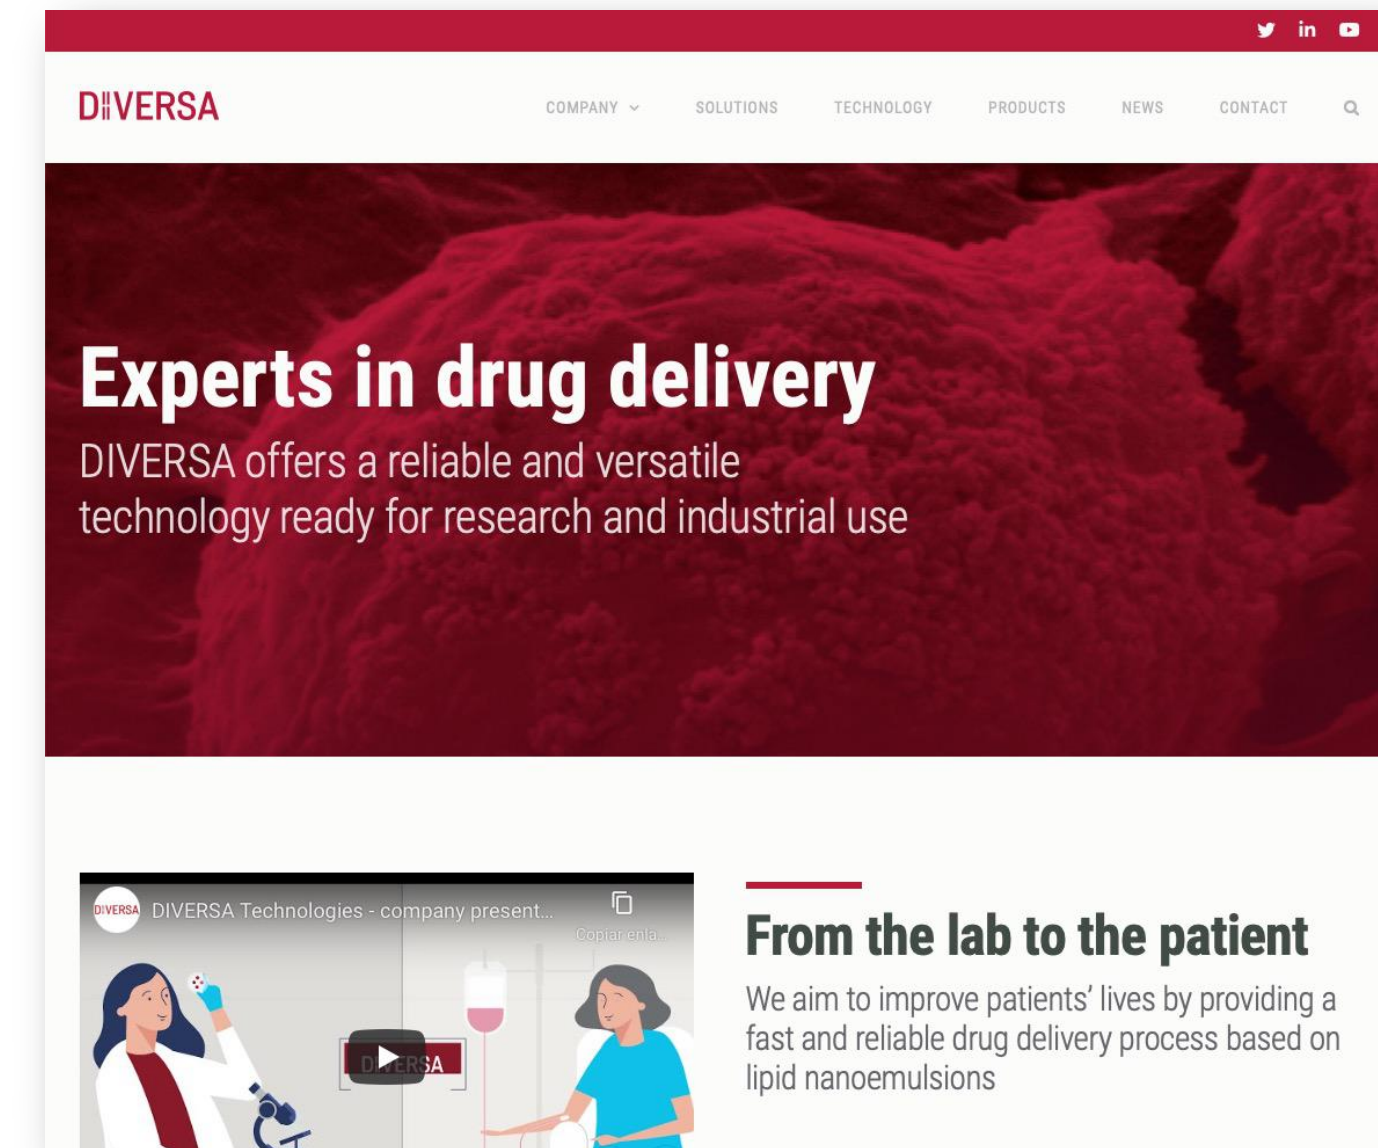 DIVERSA
COMPANY
SOLUTIONS
TECHNOLOGY
PRODUCTS
NEWS
CONTACT
Experts in drug delivery
DIVERSA offers a reliable and versatile
technology ready for research and industrial use
DIVERSA
DIVERSA Technologies - company present...
Copiar enla...
DIVERSA
From the lab to the patient
We aim to improve patients’ lives by providing a
fast and reliable drug delivery process based on
lipid nanoemulsions